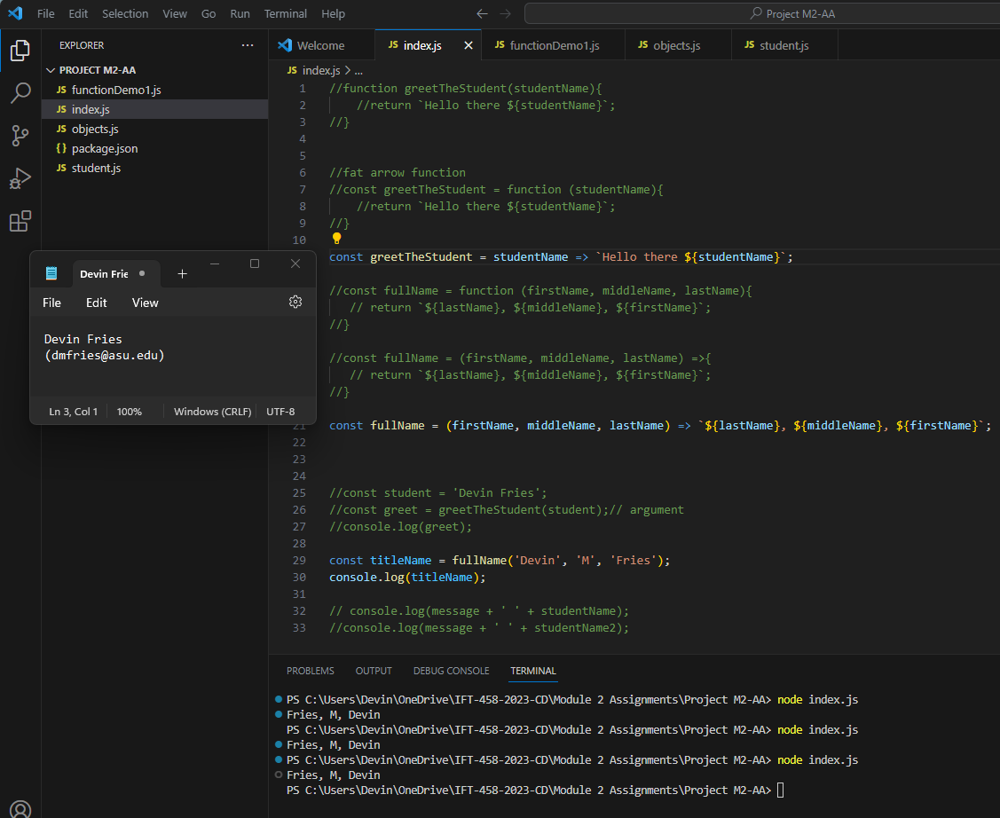 File Edit Selection View Go Run Terminal Help
Project M2-AA
EXPLORER
PROJECT M2-AA
JS functionDemo1.js
JS index.js
JS objects.js
{} package.json
JS student.js
Welcome
JS index.js
JS functionDemo1.js
JS objects.js
JS student.js
JS index.js > ...
1 //function greetTheStudent(studentName){
2     //return `Hello there ${studentName}`;
3 //}
4
5
6 //fat arrow function
7 //const greetTheStudent = function (studentName){
8     //return `Hello there ${studentName}`;
9 //}
10
const greetTheStudent = studentName => `Hello there ${studentName}`;
//const fullName = function (firstName, middleName, lastName){
   // return `${lastName}, ${middleName}, ${firstName}`;
//}
//const fullName = (firstName, middleName, lastName) =>{
   // return `${lastName}, ${middleName}, ${firstName}`;
//}
21 const fullName = (firstName, middleName, lastName) => `${lastName}, ${middleName}, ${firstName}`;
22
23
24
25 //const student = 'Devin Fries';
26 //const greet = greetTheStudent(student);// argument
27 //console.log(greet);
28
29 const titleName = fullName('Devin', 'M', 'Fries');
30 console.log(titleName);
31
32 // console.log(message + ' ' + studentName);
33 //console.log(message + ' ' + studentName2);
Devin Frie
File Edit View
Devin Fries
(dmfries@asu.edu)
Ln 3, Col 1 100% Windows (CRLF) UTF-8
PROBLEMS OUTPUT DEBUG CONSOLE TERMINAL
PS C:\Users\Devin\OneDrive\IFT-458-2023-CD\Module 2 Assignments\Project M2-AA> node index.js
Fries, M, Devin
PS C:\Users\Devin\OneDrive\IFT-458-2023-CD\Module 2 Assignments\Project M2-AA> node index.js
Fries, M, Devin
PS C:\Users\Devin\OneDrive\IFT-458-2023-CD\Module 2 Assignments\Project M2-AA> node index.js
Fries, M, Devin
PS C:\Users\Devin\OneDrive\IFT-458-2023-CD\Module 2 Assignments\Project M2-AA>